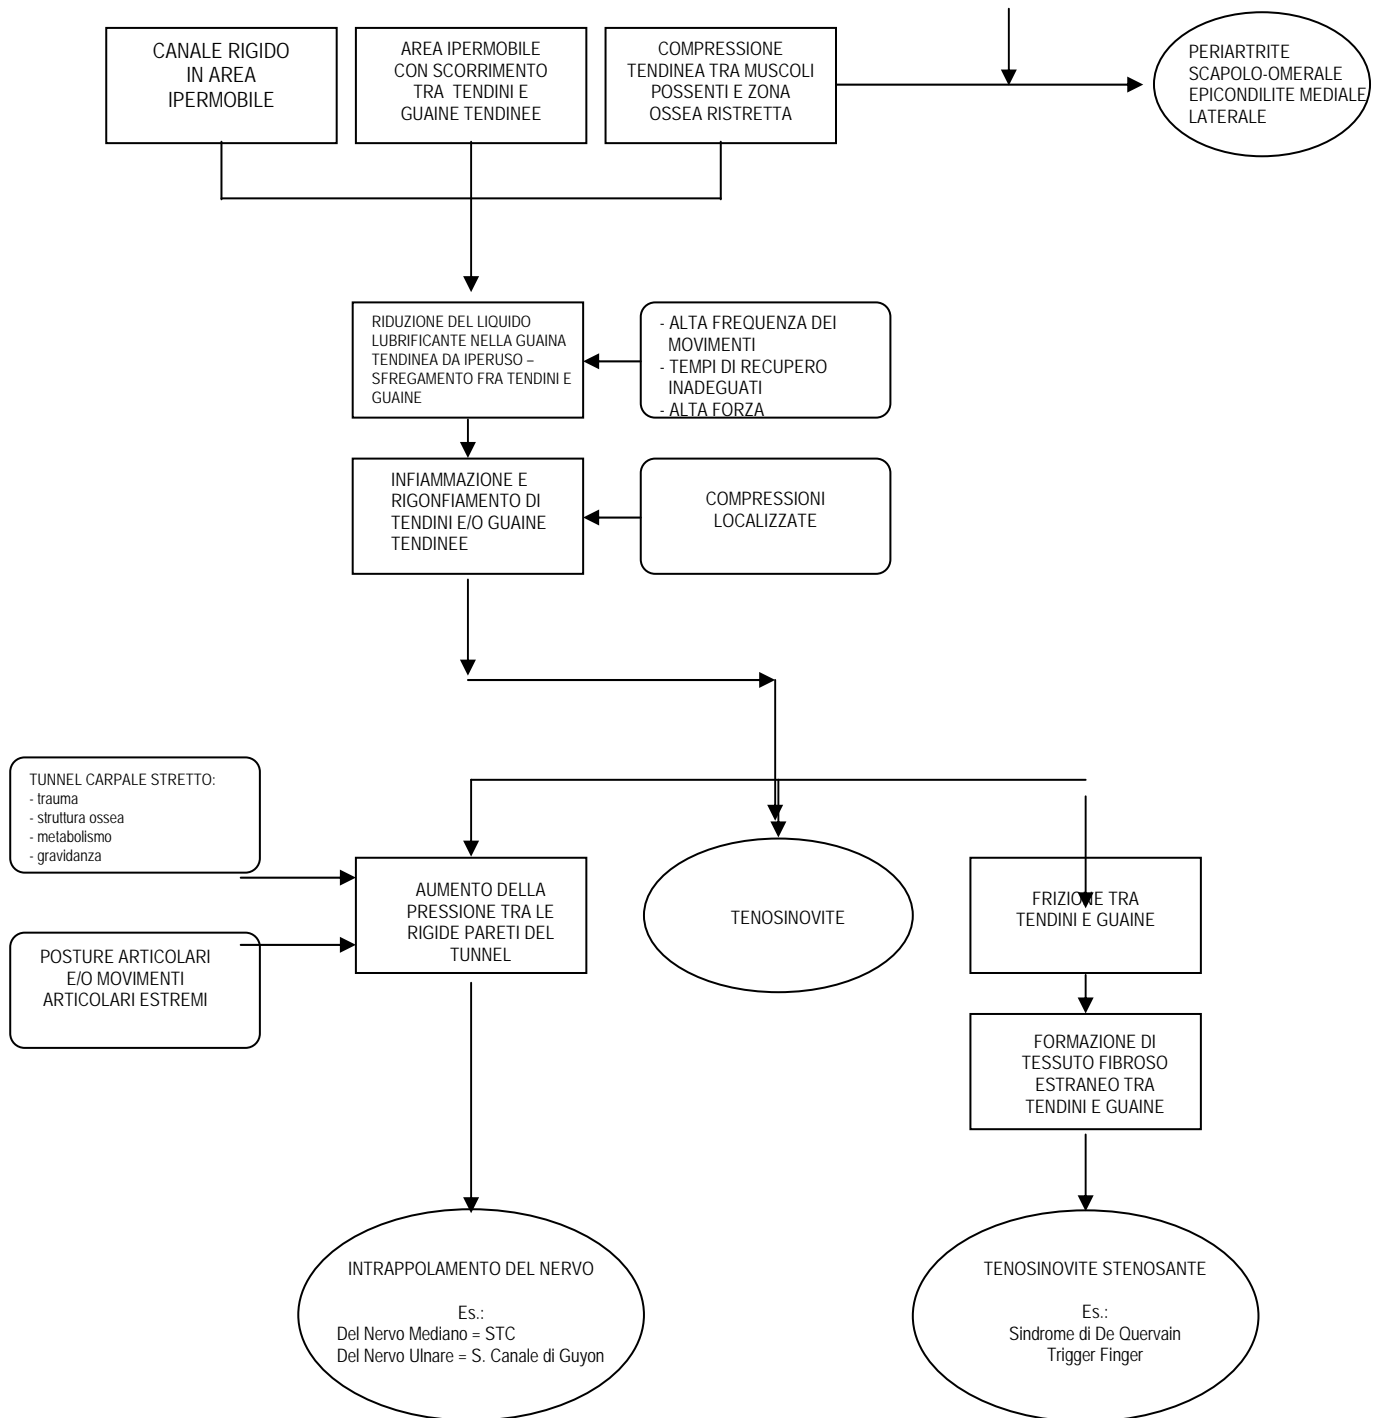 CANALE RIGIDO
IN AREA
IPERMOBILE
AREA IPERMOBILE
CON SCORRIMENTO
TRA TENDINI E
GUAINE TENDINEE
COMPRESSIONE
TENDINEA TRA MUSCOLI
POSSENTI E ZONA
OSSEA RISTRETTA
PERIARTRITE
SCAPOLO-OMERALE
EPICONDILITE MEDIALE
LATERALE
RIDUZIONE DEL LIQUIDO
LUBRIFICANTE NELLA GUAINA
TENDINEA DA IPERUSO –
SFREGAMENTO FRA TENDINI E
GUAINE
- ALTA FREQUENZA DEI
MOVIMENTI
- TEMPI DI RECUPERO
INADEGUATI
- ALTA FORZA
INFIAMMAZIONE E
RIGONFIAMENTO DI
TENDINI E/O GUAINE
TENDINEE
COMPRESSIONI
LOCALIZZATE
TUNNEL CARPALE STRETTO:
- trauma
- struttura ossea
- metabolismo
- gravidanza
POSTURE ARTICOLARI
E/O MOVIMENTI
ARTICOLARI ESTREMI
AUMENTO DELLA
PRESSIONE TRA LE
RIGIDE PARETI DEL
TUNNEL
TENOSINOVITE
FRIZIONE TRA
TENDINI E GUAINE
FORMAZIONE DI
TESSUTO FIBROSO
ESTRANEO TRA
TENDINI E GUAINE
INTRAPPOLAMENTO DEL NERVO
Es.:
Del Nervo Mediano = STC
Del Nervo Ulnare = S. Canale di Guyon
TENOSINOVITE STENOSANTE
Es.:
Sindrome di De Quervain
Trigger Finger